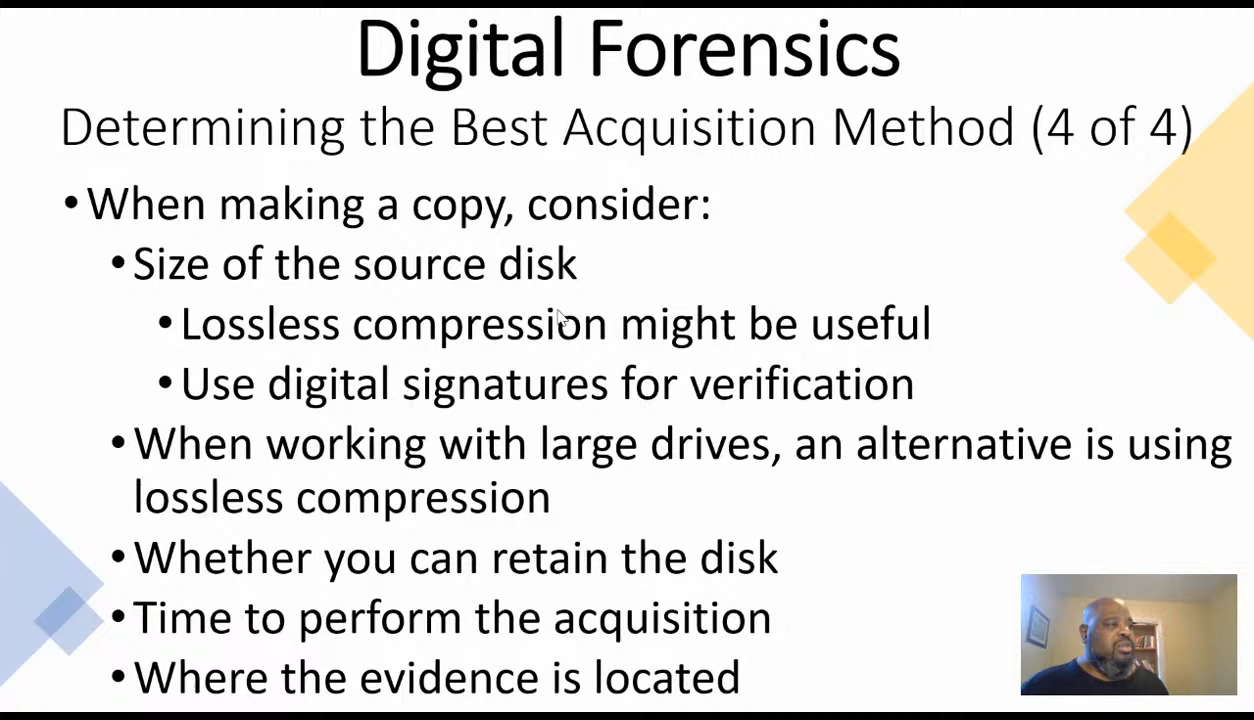 Digital Forensics
Determining the Best Acquisition Method (4 of 4)
• When making a copy, consider:
• Size of the source disk
• Lossless compression might be useful
• Use digital signatures for verification
• When working with large drives, an alternative is using
lossless compression
• Whether you can retain the disk
• Time to perform the acquisition
• Where the evidence is located